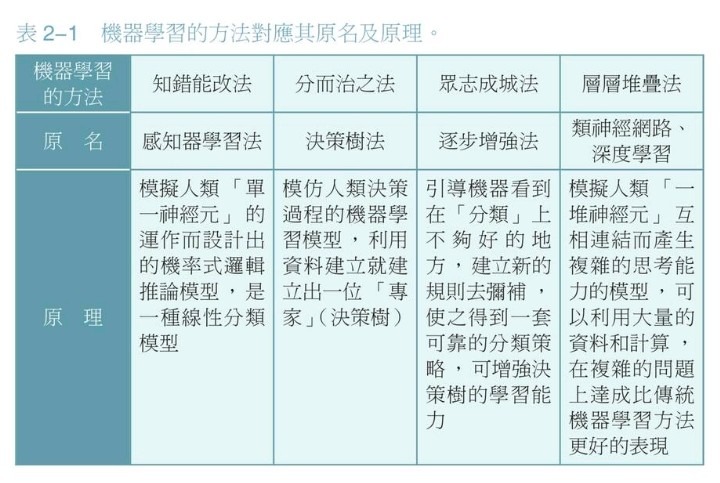 表 2-1　機器學習的方法對應其原名及原理。
機器學習
的方法
知錯能改法
分而治之法
眾志成城法
層層堆疊法
原　名
感知器學習法
決策樹法
逐步增強法
類神經網路、
深度學習
原　理
模擬人類「單
一神經元」的
運作而設計出
的機率式邏輯
推論模型，是
一種線性分類
模型
模仿人類決策
過程的機器學
習模型，利用
資料建立就建
立出一位「專
家」（決策樹）
引導機器看到
在「分類」上
不夠好的地
方，建立新的
規則去彌補，
使之得到一套
可靠的分類策
略，可增強決
策樹的學習能
力
模擬人類「一
堆神經元」互
相連結而產生
複雜的思考能
力的模型，可
以利用大量的
資料和計算，
在複雜的問題
上達成比傳統
機器學習方法
更好的表現